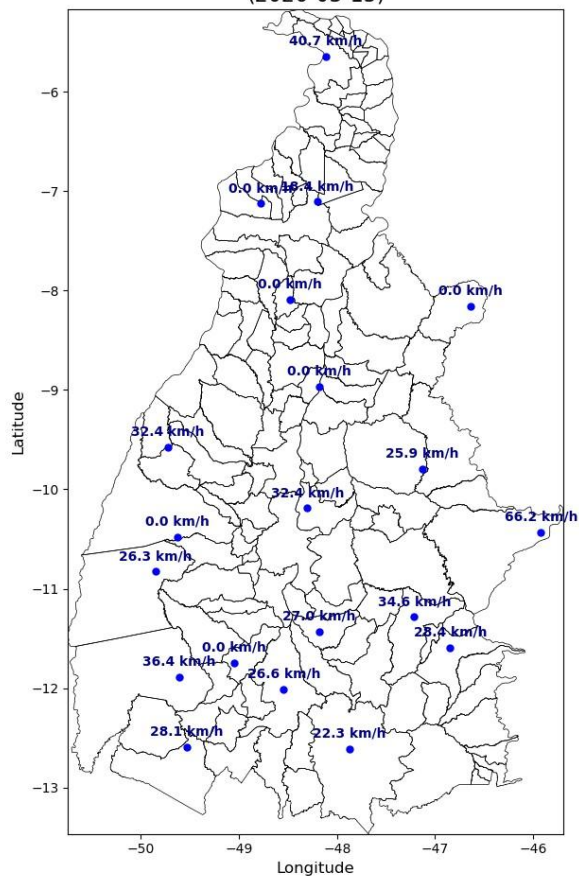 40.7 km/h
−6
0.0 km/h
−7
0.0 km/h
0.0 km/h
−8
0.0 km/h
−9
32.4 km/h
25.9 km/h
−10
32.4 km/h
0.0 km/h
66.2 km/h
26.3 km/h
−11
34.6 km/h
27.0 km/h
28.4 km/h
0.0 km/h
36.4 km/h
26.6 km/h
−12
28.1 km/h
22.3 km/h
−13
Latitude
−50 −49 −48 −47 −46
Longitude